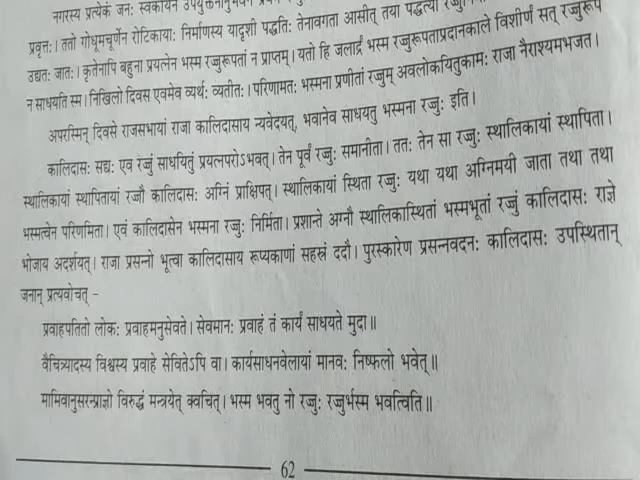 नगरस्य प्रत्येकं जनः स्वकीयेन
प्रवृत्तः। ततो गोधूमचूर्णेन रोटिकायाः निर्माणस्य यादृशी पद्धतिः तेनावगता आसीत् तया पद्धत्या
उद्यतः जातः। कृतेनापि बहुना प्रयत्नेन भस्म रज्जुरूपतां न प्राप्तम्। यतो हि जलार्द्रं भस्म रज्जुरूपताप्रदानकाले विशीर्णं सत् रज्जुरूपं
न साधयति स्म। निखिलो दिवस एवमेव व्यर्थः व्यतीतः। परिणामतः भस्मना प्रणीतां रज्जुम् अवलोकयितुकामः राजा नैराश्यमभजत।
अपरस्मिन् दिवसे राजसभायां राजा कालिदासाय न्यवेदयत्, भवानेव साधयतु भस्मना रज्जुः इति।
कालिदासः सद्यः एव रज्जुं साधयितुं प्रयत्नपरोऽभवत्। तेन पूर्वं रज्जुः समानीता। ततः तेन सा रज्जुः स्थालिकायां स्थापिता।
स्थालिकायां स्थापितायां रज्जौ कालिदासः अग्निं प्राक्षिपत्। स्थालिकायां स्थिता रज्जुः यथा यथा अग्निमयी जाता तथा तथा
भस्मत्वेन परिणमिता। एवं कालिदासेन भस्मना रज्जुः निर्मिता। प्रशान्ते अग्नौ स्थालिकास्थितां भस्मभूतां रज्जुं कालिदासः राज्ञे
भोजाय अदर्शयत्। राजा प्रसन्नो भूत्वा कालिदासाय रूप्यकाणां सहस्रं ददौ। पुरस्कारेण प्रसन्नवदनः कालिदासः उपस्थितान्
जनान् प्रत्यवोचत् -
प्रवाहपतितो लोकः प्रवाहमनुसेवते। सेवमानः प्रवाहं तं कार्यं साधयते मुदा॥
वैचित्र्यादस्य विश्वस्य प्रवाहे सेवितेऽपि वा। कार्यसाधनवेलायां मानवः निष्फलो भवेत्॥
मामिवानुसरन्प्राज्ञो विरुद्धं मन्त्रयेत् क्वचित्। भस्म भवतु नो रज्जुः रज्जुर्भस्म भवत्विति॥
62